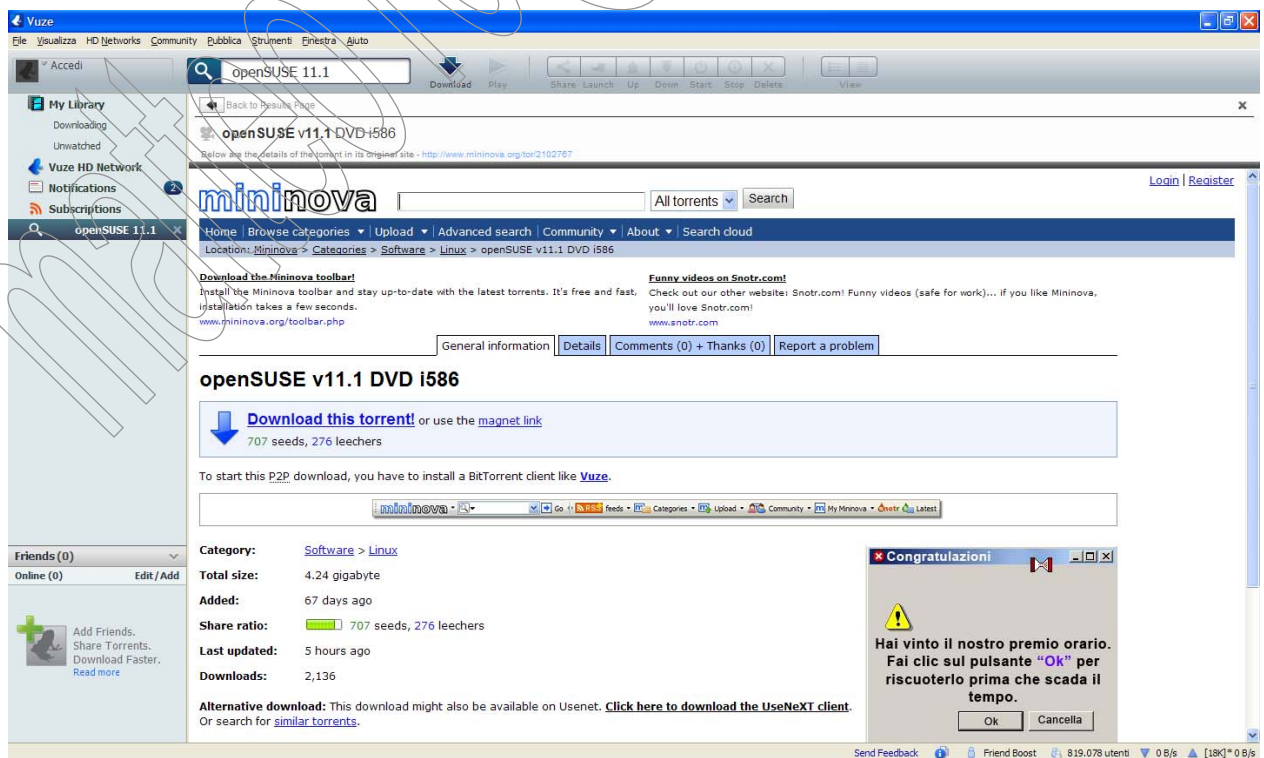 Vuze
File Visualizza HD Networks Community Pubblica Strumenti Finestra Aiuto
Accedi
openSUSE 11.1
Download Play Share Launch Up Down Start Stop Delete View
My Library
Downloading
Unwatched
Vuze HD Network
Notifications 2
Subscriptions
openSUSE 11.1
Back to Results Page
openSUSE v11.1 DVD i586
Below are the details of the torrent in its original site - http://www.mininova.org/tor/2102767
Login | Register
mininova All torrents Search
Home | Browse categories | Upload | Advanced search | Community | About | Search cloud
Location: Mininova > Categories > Software > Linux > openSUSE v11.1 DVD i586
Download the Mininova toolbar!
Install the Mininova toolbar and stay up-to-date with the latest torrents. It's free and fast,
installation takes a few seconds.
www.mininova.org/toolbar.php
Funny videos on Snotr.com!
Check out our other website: Snotr.com! Funny videos (safe for work)... if you like Mininova,
you'll love Snotr.com!
www.snotr.com
General information Details Comments (0) + Thanks (0) Report a problem
openSUSE v11.1 DVD i586
Download this torrent! or use the magnet link
707 seeds, 276 leechers
To start this P2P download, you have to install a BitTorrent client like Vuze.
mininova Go RSS feeds Categories Upload Community My Mininova Snotr Latest
Category: Software > Linux
Total size: 4.24 gigabyte
Added: 67 days ago
Share ratio: 707 seeds, 276 leechers
Last updated: 5 hours ago
Downloads: 2,136
Alternative download: This download might also be available on Usenet. Click here to download the UseNeXT client.
Or search for similar torrents.
Friends (0)
Online (0) Edit / Add
Add Friends.
Share Torrents.
Download Faster.
Read more
Congratulazioni
Hai vinto il nostro premio orario.
Fai clic sul pulsante “Ok” per
riscuoterlo prima che scada il
tempo.
Ok Cancella
Send Feedback Friend Boost 819.078 utenti 0 B/s [18K]* 0 B/s